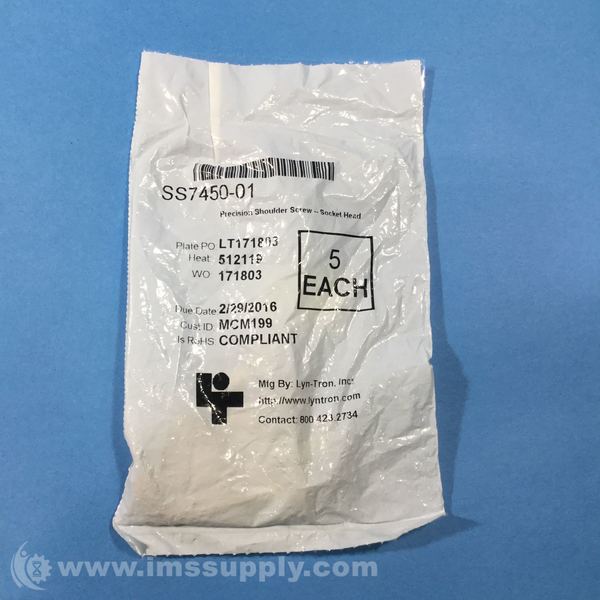 SS7450-01
Precision Shoulder Screw – Socket Head
Plate PO LT171803
Heat: 512119
WO: 171803
5
EACH
Due Date 2/29/2016
Cust ID: MCM199
Is RoHS COMPLIANT
Mfg By: Lyn-Tron, Inc.
http://www.lyntron.com
Contact: 800.423.2734
www.imssupply.com